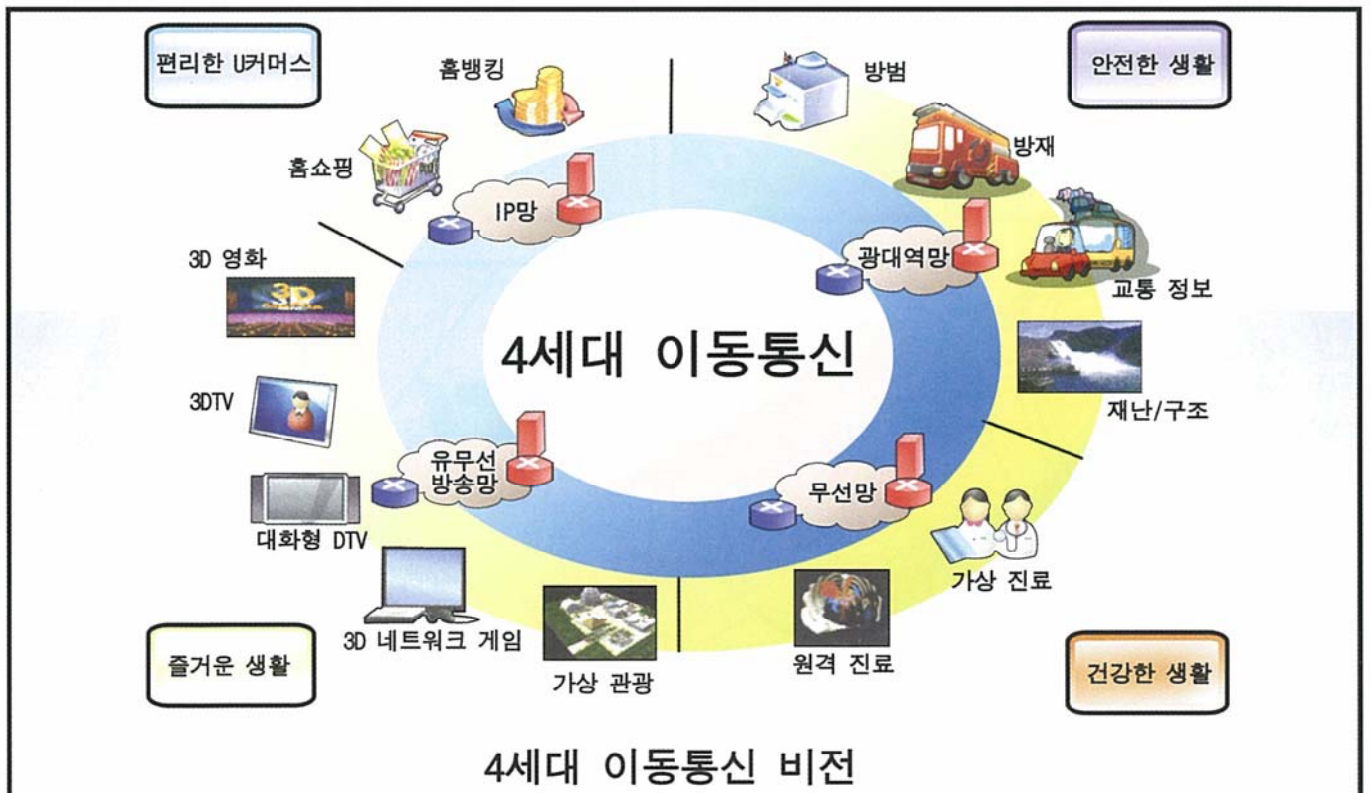 편리한 U커머스
홈뱅킹
방범
안전한 생활
홈쇼핑
방재
IP망
3D 영화
3D
광대역망
교통 정보
4세대 이동통신
3DTV
재난/구조
유무선
방송망
무선망
대화형 DTV
가상 진료
3D 네트워크 게임
즐거운 생활
가상 관광
원격 진료
건강한 생활
4세대 이동통신 비전